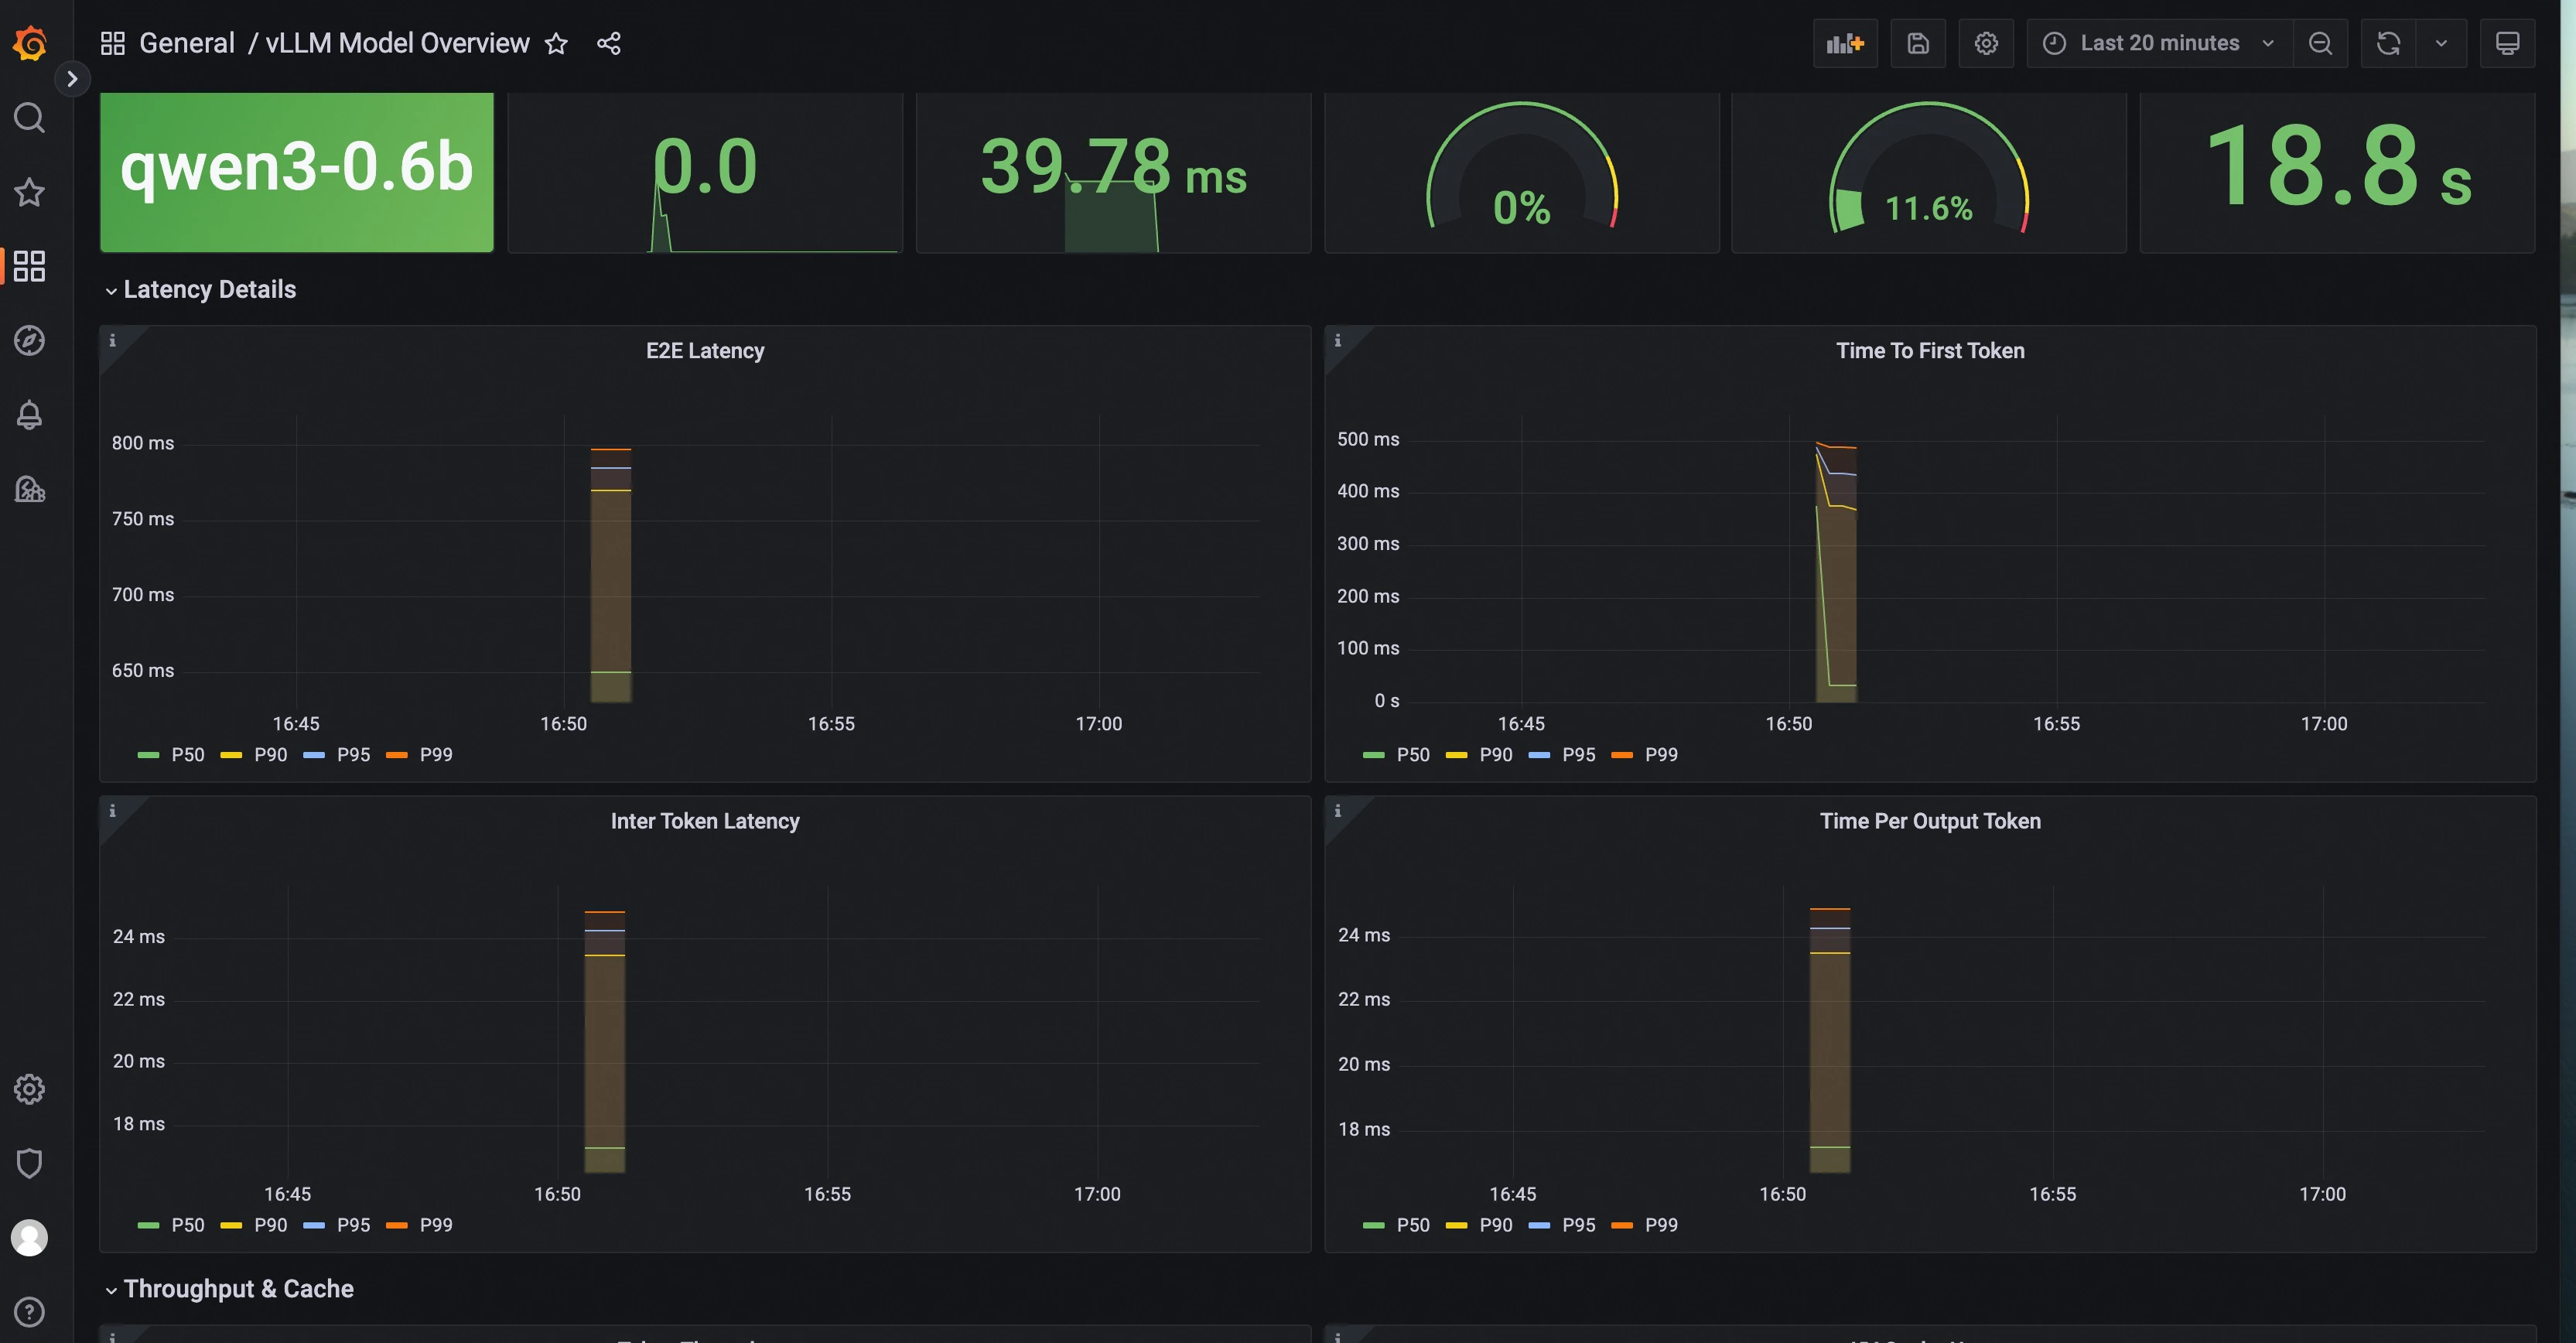 General / vLLM Model Overview
Last 20 minutes
qwen3-0.6b
0.0
39.78 ms
0%
11.6%
18.8 s
Latency Details
E2E Latency
800 ms
750 ms
700 ms
650 ms
16:45 16:50 16:55 17:00
P50 P90 P95 P99
Time To First Token
500 ms
400 ms
300 ms
200 ms
100 ms
0 s
16:45 16:50 16:55 17:00
P50 P90 P95 P99
Inter Token Latency
24 ms
22 ms
20 ms
18 ms
16:45 16:50 16:55 17:00
P50 P90 P95 P99
Time Per Output Token
24 ms
22 ms
20 ms
18 ms
16:45 16:50 16:55 17:00
P50 P90 P95 P99
Throughput & Cache